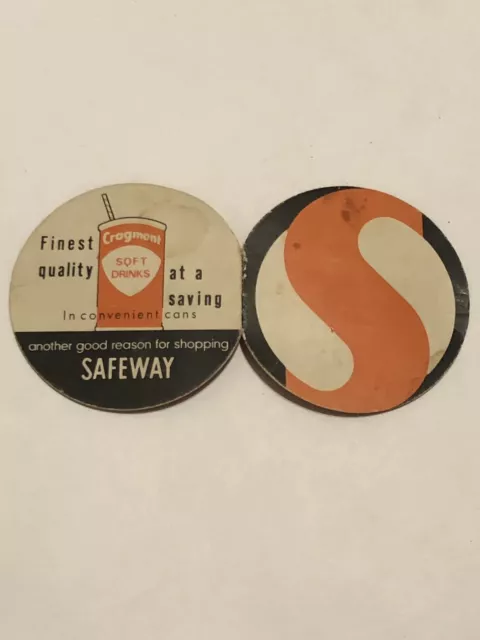 Finest
quality
Cragmont
SOFT
DRINKS
at a
saving
In convenient cans
another good reason for shopping
SAFEWAY